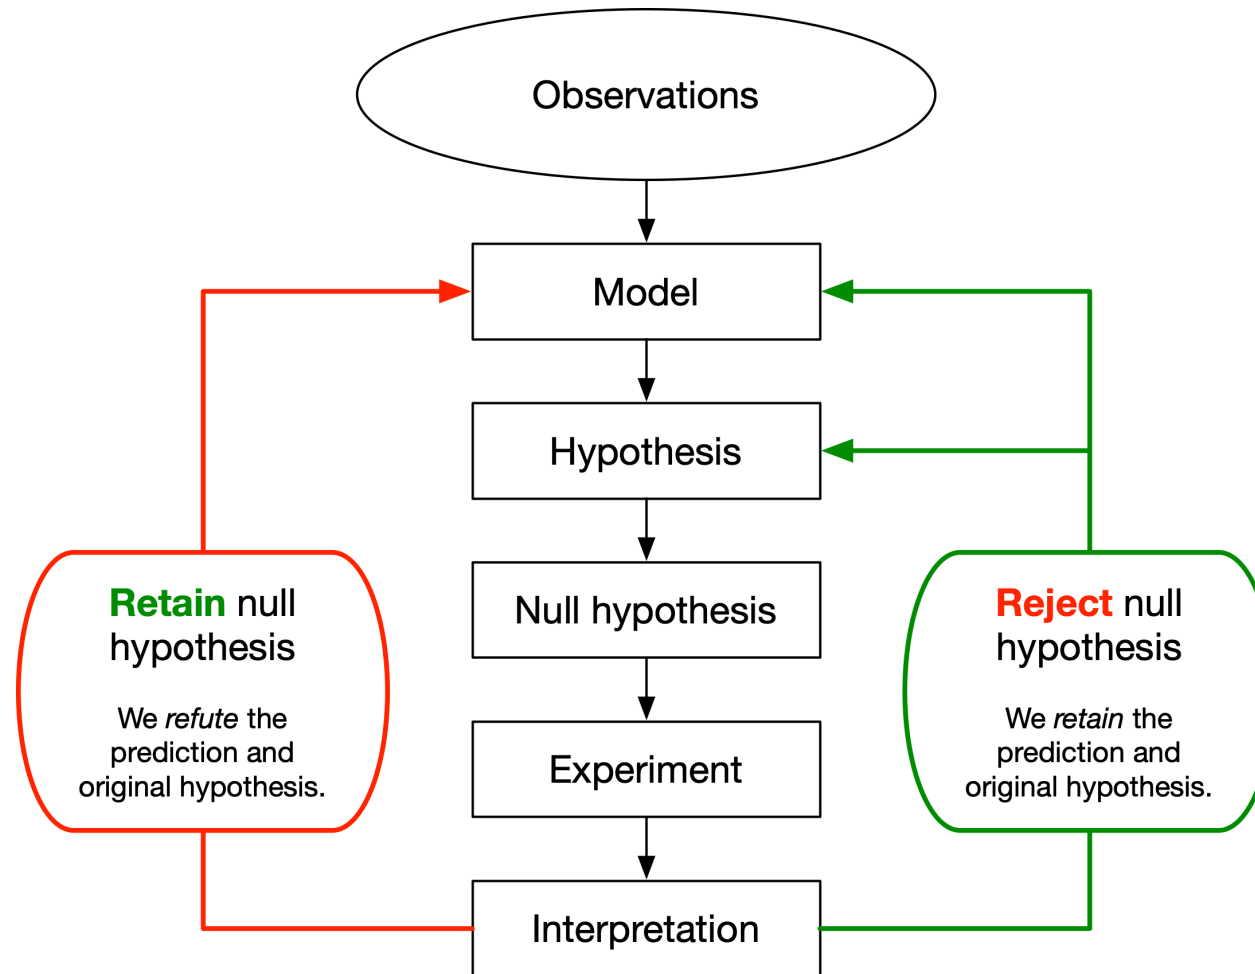 Observations
Model
Hypothesis
Null hypothesis
Experiment
Interpretation
Retain null
hypothesis
We refute the
prediction and
original hypothesis.
Reject null
hypothesis
We retain the
prediction and
original hypothesis.